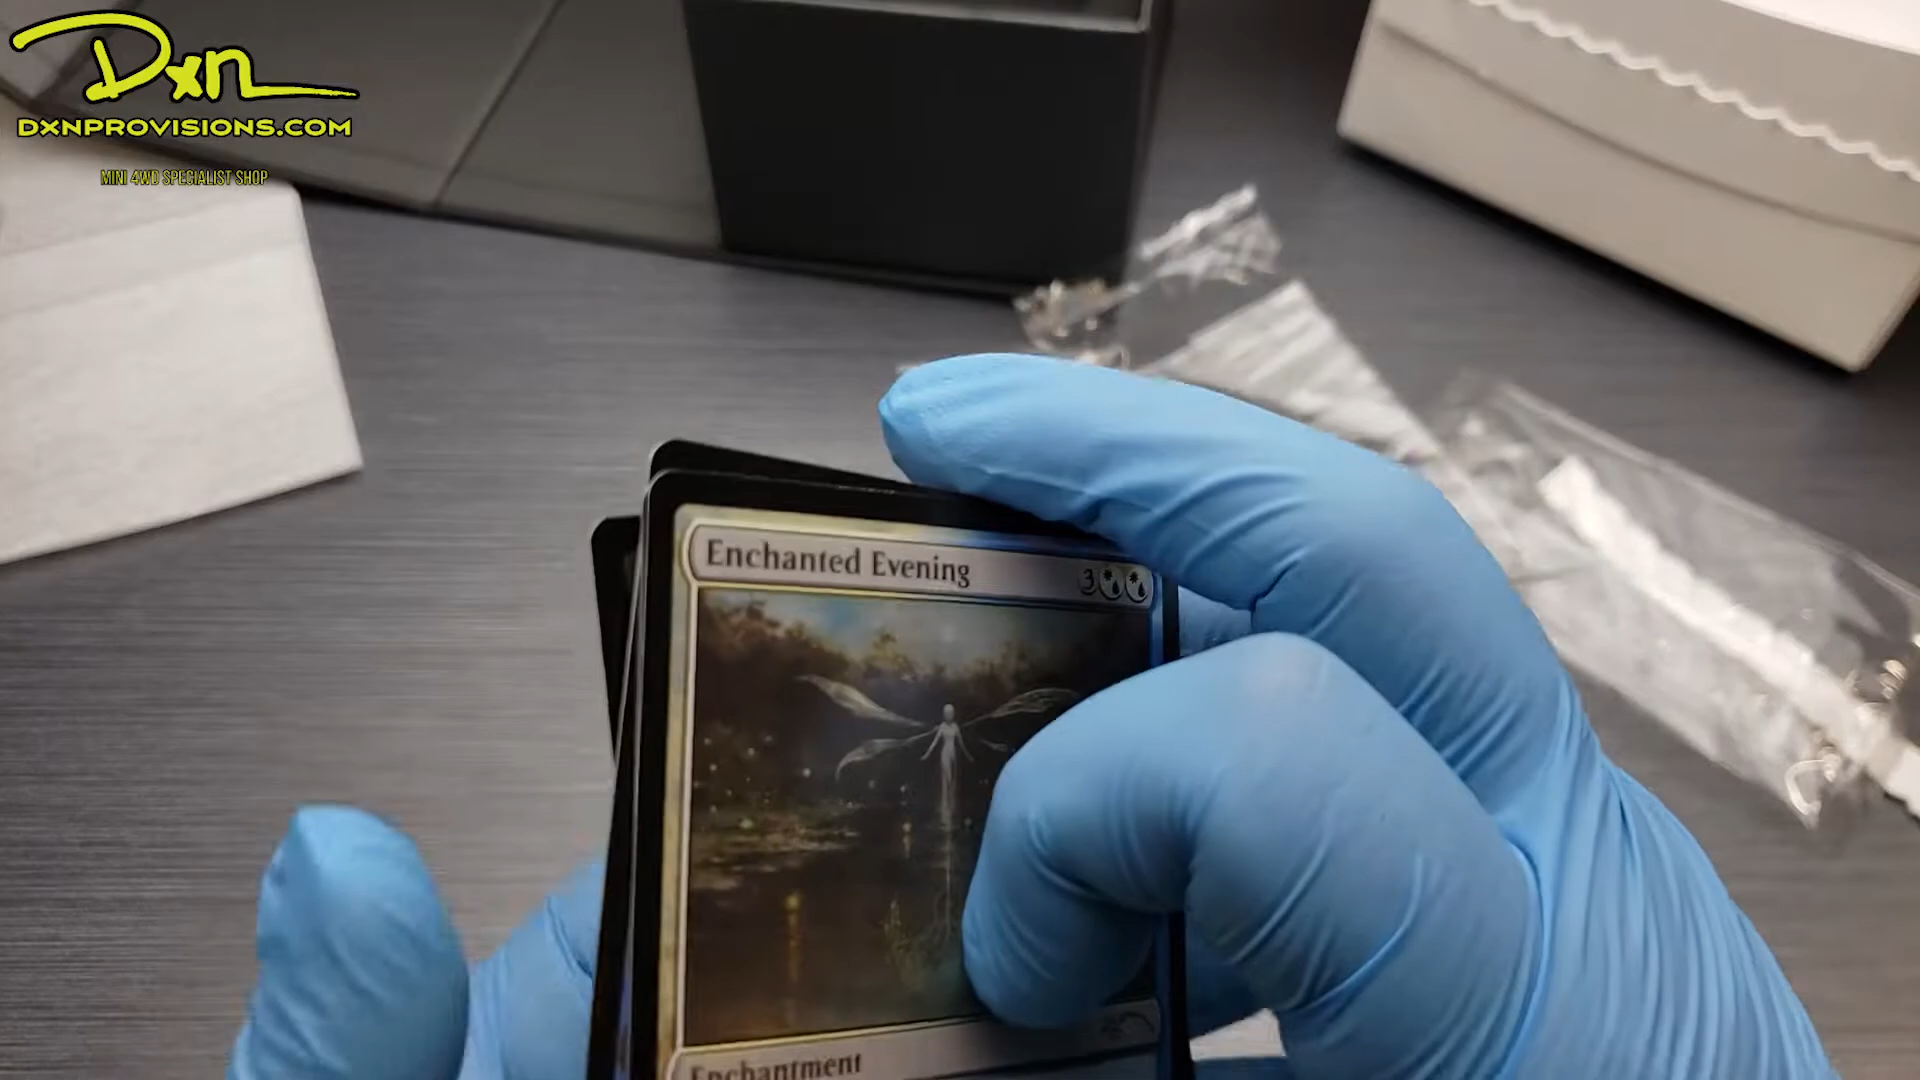 Dxn
DXNPROVISIONS.COM
MINI 4WD SPECIALIST SHOP
Enchanted Evening 3
Enchantment